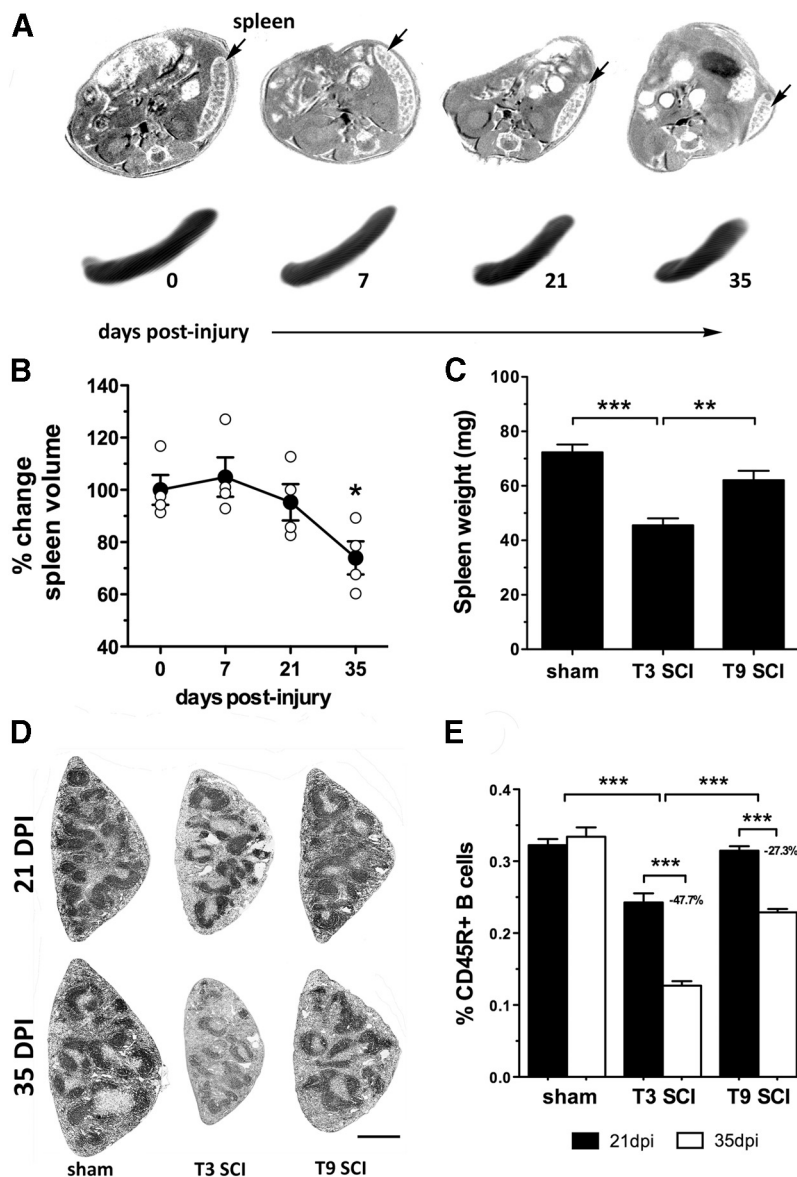 A
spleen
0 7 21 35
days post-injury
B
140
120
100
80
60
40
% change
spleen volume
*
0 7 21 35
days post-injury
C
100
80
60
40
20
0
Spleen weight (mg)
*** **
sham T3 SCI T9 SCI
D
21 DPI
35 DPI
sham T3 SCI T9 SCI
E
0.4
0.3
0.2
0.1
0.0
% CD45R+ B cells
*** ***
***
-27.3%
***
-47.7%
sham T3 SCI T9 SCI
21dpi 35dpi